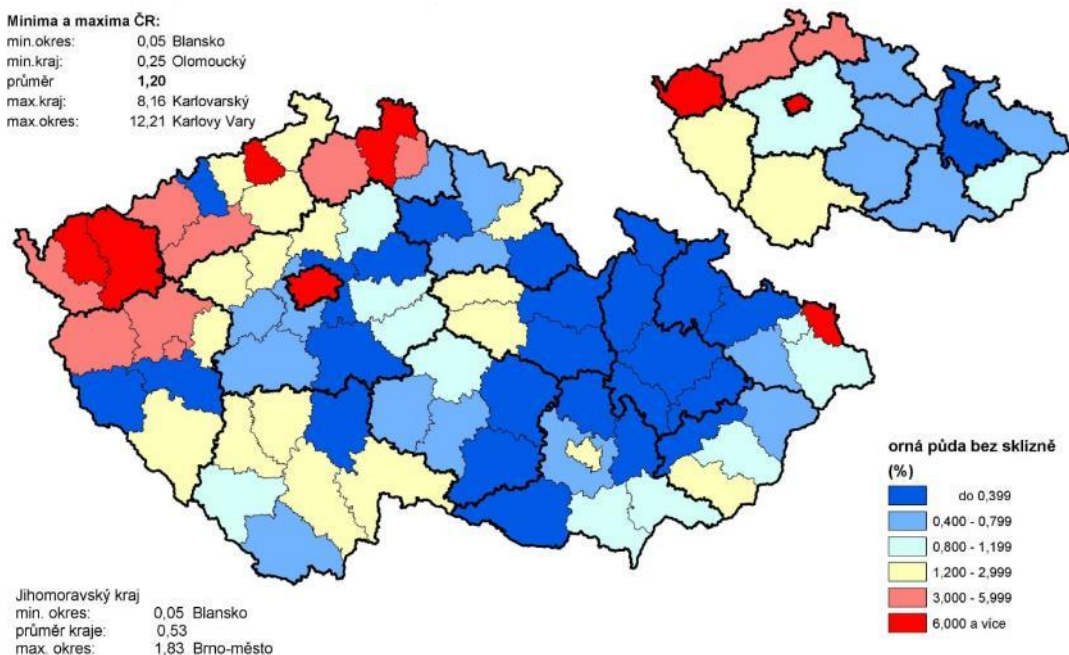 Minima a maxima ČR:
min.okres: 0,05 Blansko
min.kraj: 0,25 Olomoucký
průměr 1,20
max.kraj: 8,16 Karlovarský
max.okres: 12,21 Karlovy Vary
orná půda bez sklizně
(%)
do 0,399
0,400 - 0,799
0,800 - 1,199
1,200 - 2,999
3,000 - 5,999
6,000 a více
Jihomoravský kraj
min. okres: 0,05 Blansko
průměr kraje: 0,53
max. okres: 1,83 Brno-město